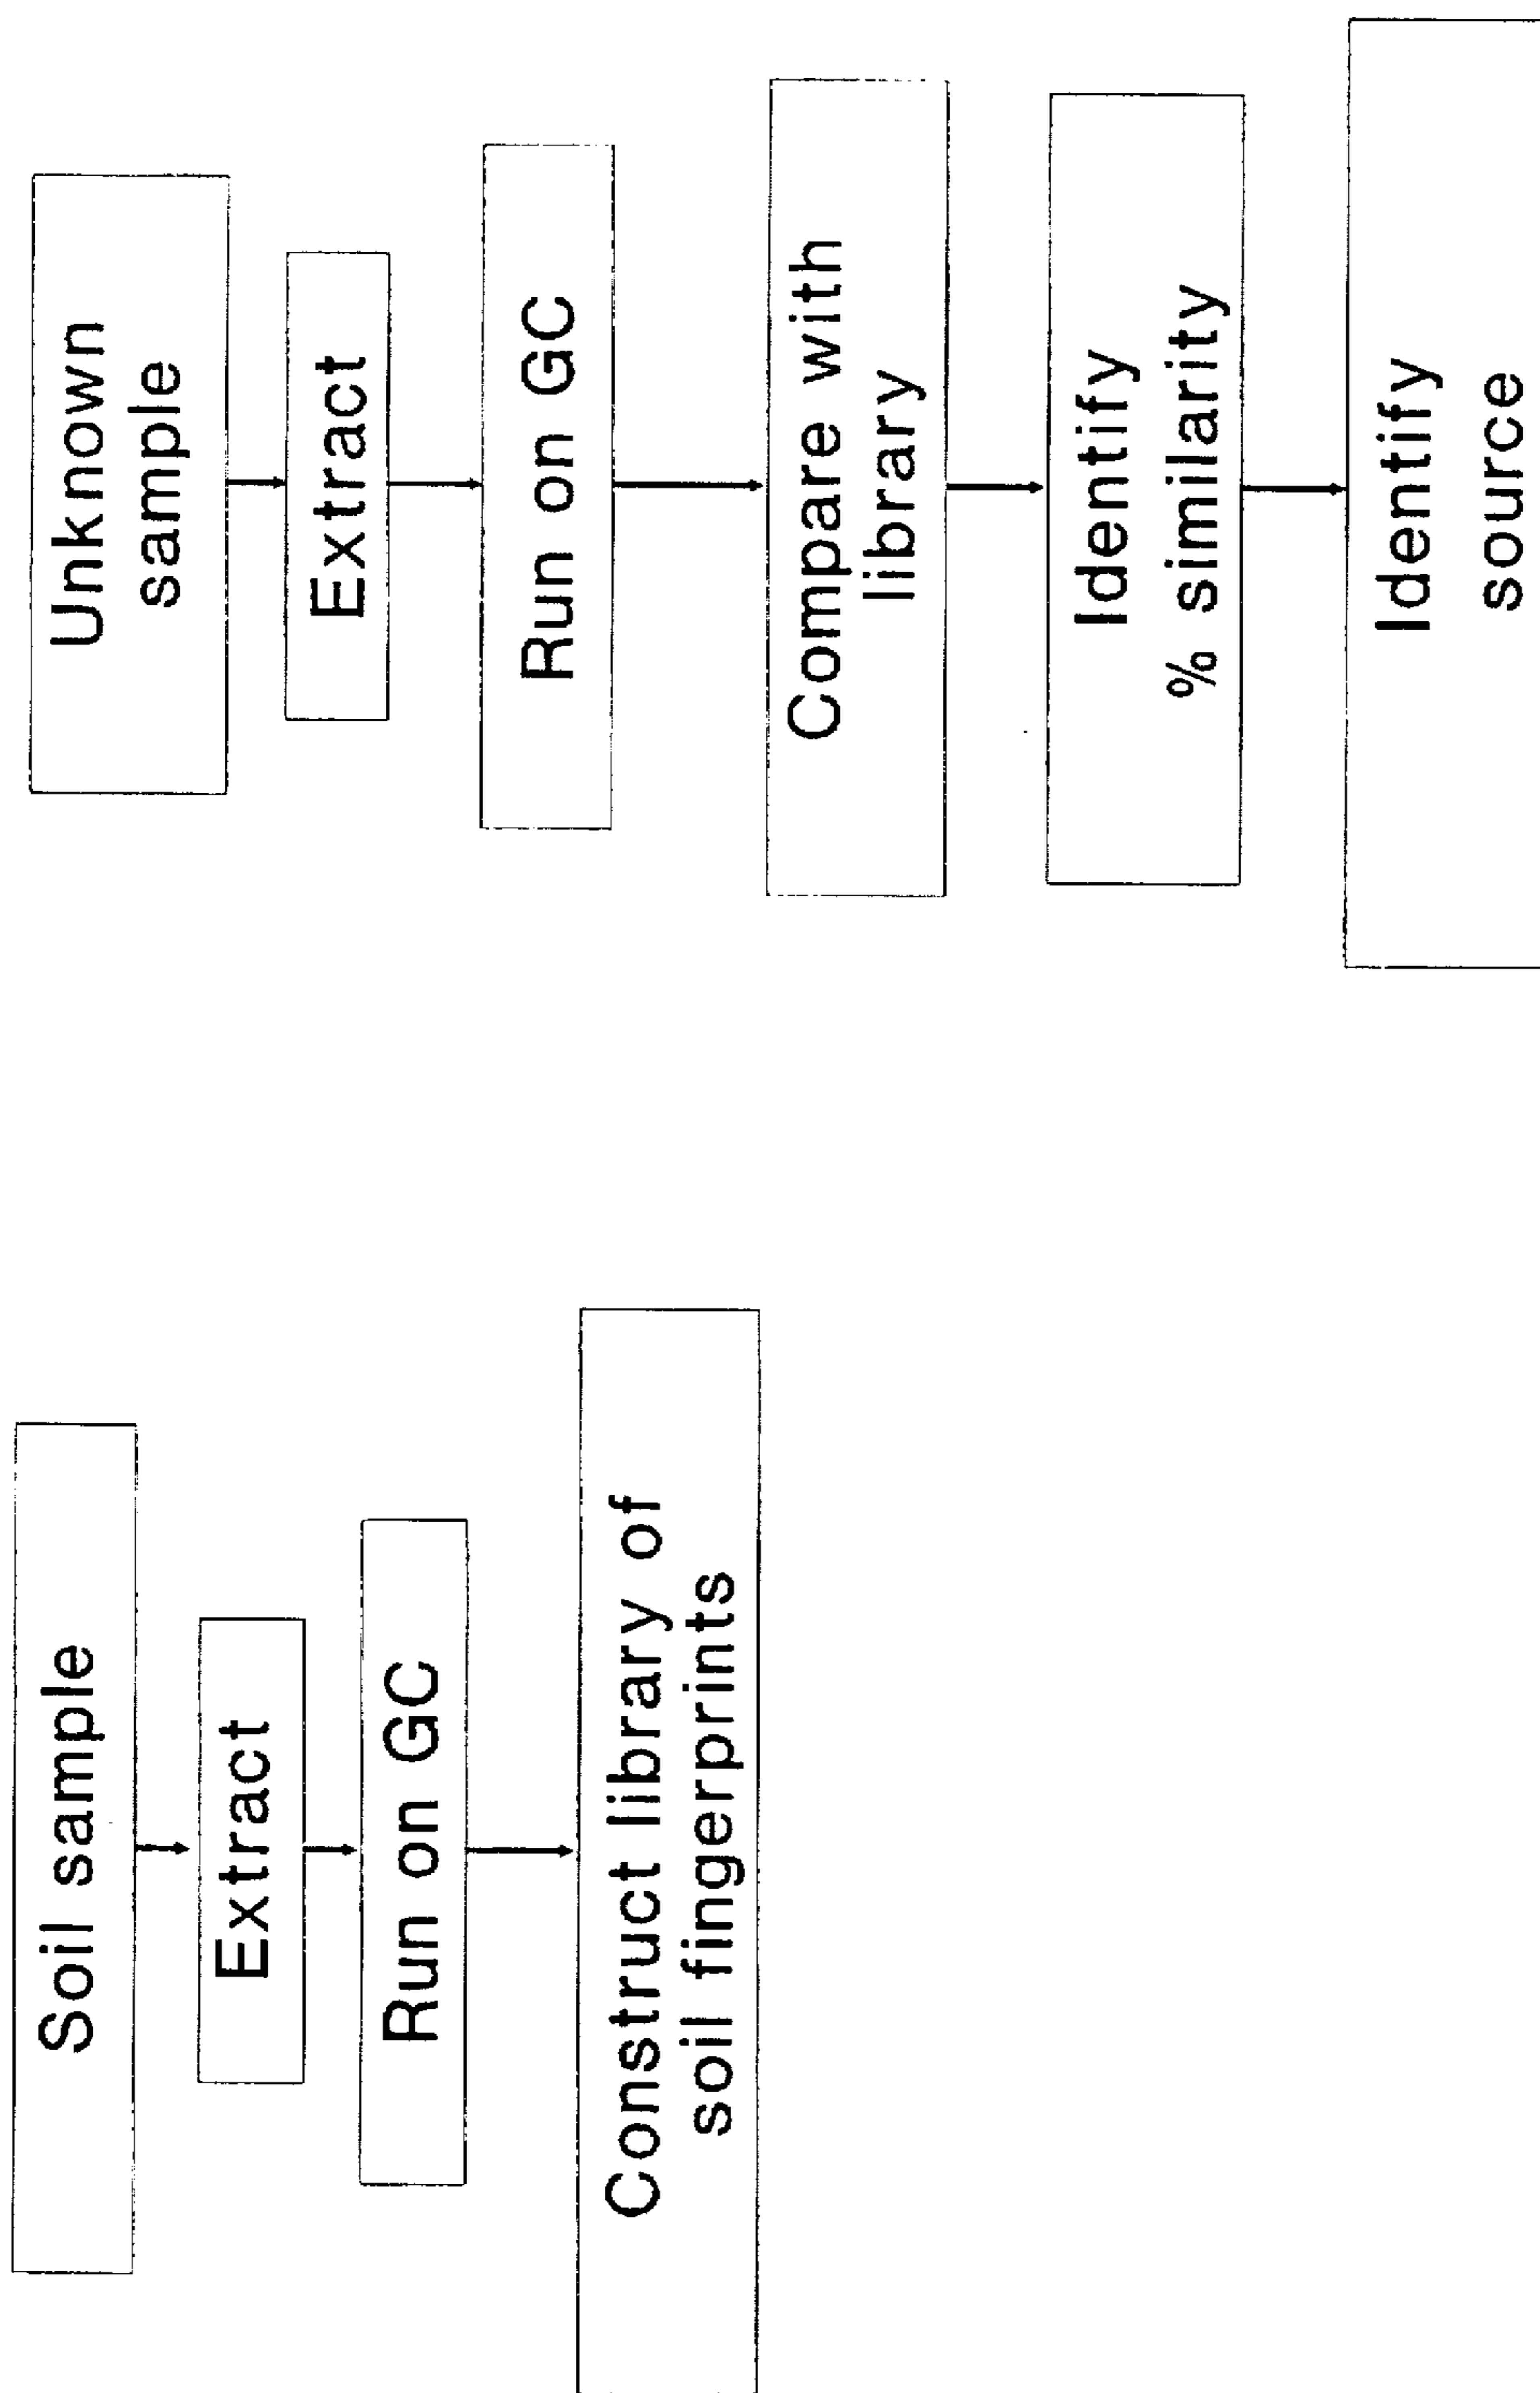 Soil sample
Extract
Run on GC
Construct library of
soil fingerprints
Unknown
sample
Extract
Run on GC
Compare with
library
Identify
% similarity
Identify
source